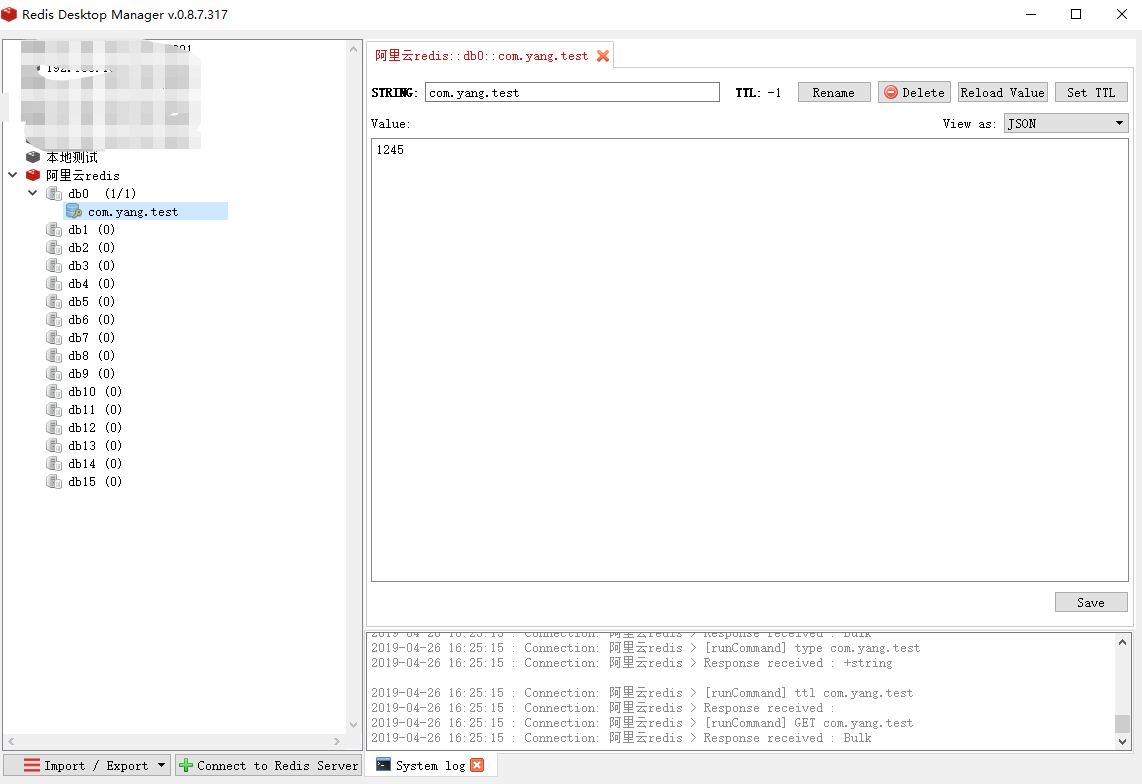 Redis Desktop Manager v.0.8.7.317
本地测试
阿里云redis
db0 (1/1)
com.yang.test
db1 (0)
db2 (0)
db3 (0)
db4 (0)
db5 (0)
db6 (0)
db7 (0)
db8 (0)
db9 (0)
db10 (0)
db11 (0)
db12 (0)
db13 (0)
db14 (0)
db15 (0)
Import / Export
Connect to Redis Server
阿里云redis::db0::com.yang.test
STRING: com.yang.test TTL: -1 Rename Delete Reload Value Set TTL
Value: View as: JSON
1245
Save
2019-04-26 16:25:15 : Connection: 阿里云redis > Response received : Bulk
2019-04-26 16:25:15 : Connection: 阿里云redis > [runCommand] type com.yang.test
2019-04-26 16:25:15 : Connection: 阿里云redis > Response received : +string
2019-04-26 16:25:15 : Connection: 阿里云redis > [runCommand] ttl com.yang.test
2019-04-26 16:25:15 : Connection: 阿里云redis > Response received :
2019-04-26 16:25:15 : Connection: 阿里云redis > [runCommand] GET com.yang.test
2019-04-26 16:25:15 : Connection: 阿里云redis > Response received : Bulk
System log